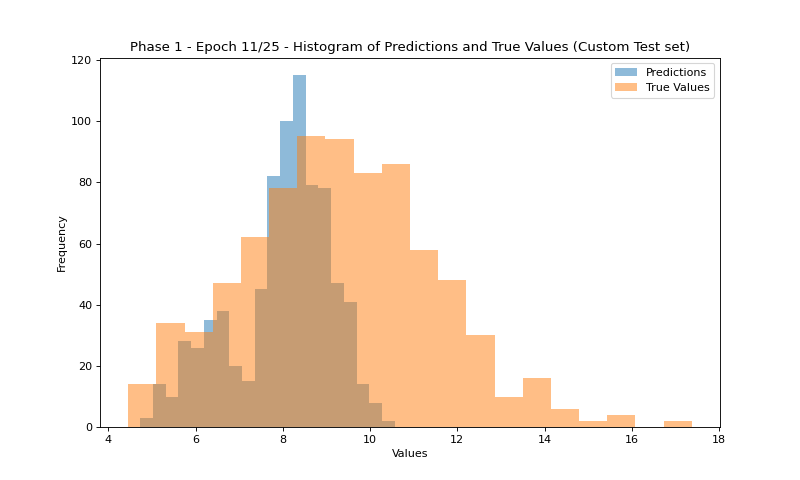 Phase 1 - Epoch 11/25 - Histogram of Predictions and True Values (Custom Test set)
Predictions
True Values
120
100
80
60
40
20
0
Frequency
4 6 8 10 12 14 16 18
Values